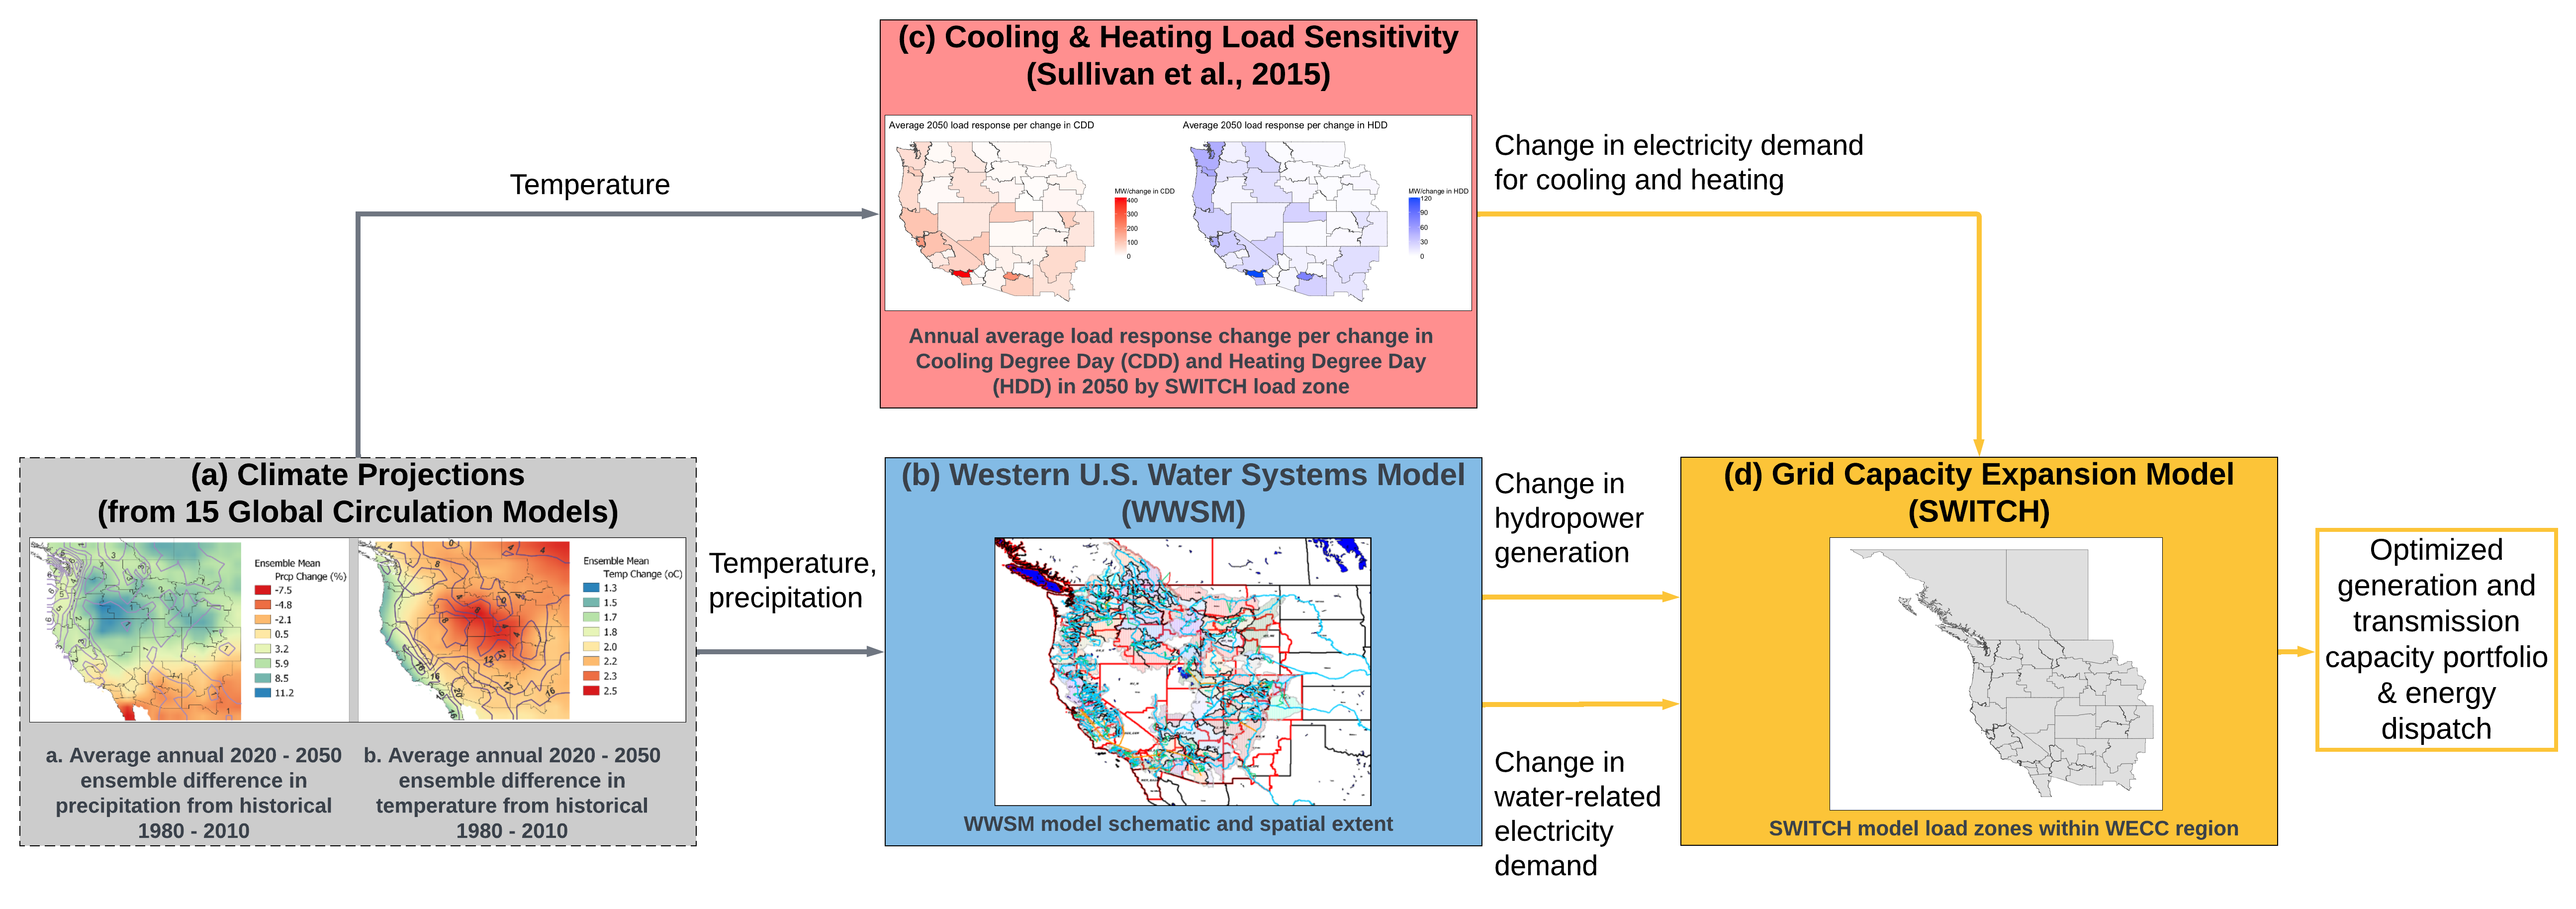 (c) Cooling & Heating Load Sensitivity
(Sullivan et al., 2015)
Average 2050 load response per change in CDD
MW/change in CDD
400
300
200
100
0
Average 2050 load response per change in HDD
MW/change in HDD
120
90
60
30
0
Annual average load response change per change in
Cooling Degree Day (CDD) and Heating Degree Day
(HDD) in 2050 by SWITCH load zone
Temperature
Change in electricity demand
for cooling and heating
(a) Climate Projections
(from 15 Global Circulation Models)
Ensemble Mean
Prcp Change (%)
-7.5
-4.8
-2.1
0.5
3.2
5.9
8.5
11.2
Ensemble Mean
Temp Change (oC)
1.3
1.5
1.7
1.8
2.0
2.2
2.3
2.5
a. Average annual 2020 - 2050
ensemble difference in
precipitation from historical
1980 - 2010
b. Average annual 2020 - 2050
ensemble difference in
temperature from historical
1980 - 2010
Temperature,
precipitation
(b) Western U.S. Water Systems Model
(WWSM)
WWSM model schematic and spatial extent
Change in
hydropower
generation
Change in
water-related
electricity
demand
(d) Grid Capacity Expansion Model
(SWITCH)
SWITCH model load zones within WECC region
Optimized
generation and
transmission
capacity portfolio
& energy
dispatch